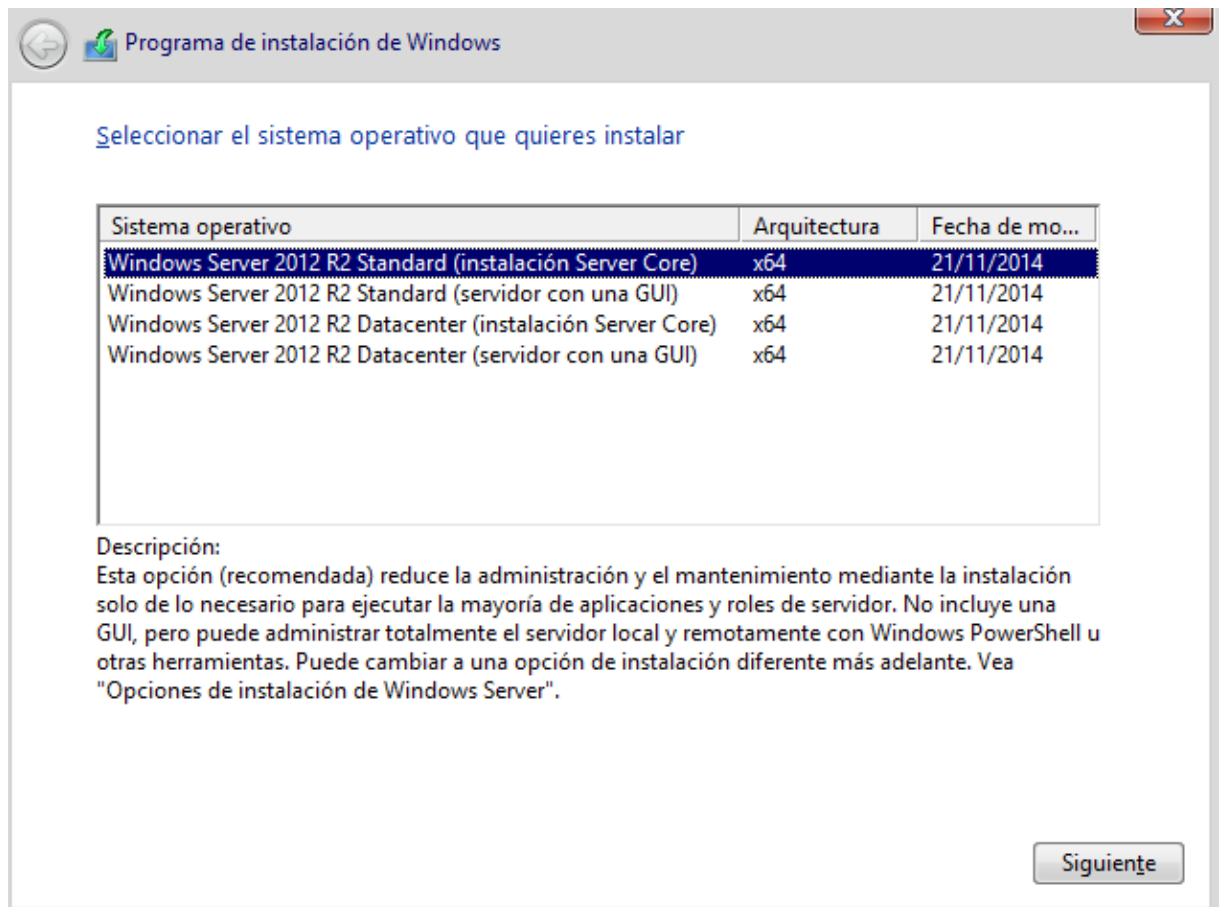 Programa de instalación de Windows
Seleccionar el sistema operativo que quieres instalar
Sistema operativo Arquitectura Fecha de mo...
Windows Server 2012 R2 Standard (instalación Server Core) x64 21/11/2014
Windows Server 2012 R2 Standard (servidor con una GUI) x64 21/11/2014
Windows Server 2012 R2 Datacenter (instalación Server Core) x64 21/11/2014
Windows Server 2012 R2 Datacenter (servidor con una GUI) x64 21/11/2014
Descripción:
Esta opción (recomendada) reduce la administración y el mantenimiento mediante la instalación
solo de lo necesario para ejecutar la mayoría de aplicaciones y roles de servidor. No incluye una
GUI, pero puede administrar totalmente el servidor local y remotamente con Windows PowerShell u
otras herramientas. Puede cambiar a una opción de instalación diferente más adelante. Vea
"Opciones de instalación de Windows Server".
Siguiente